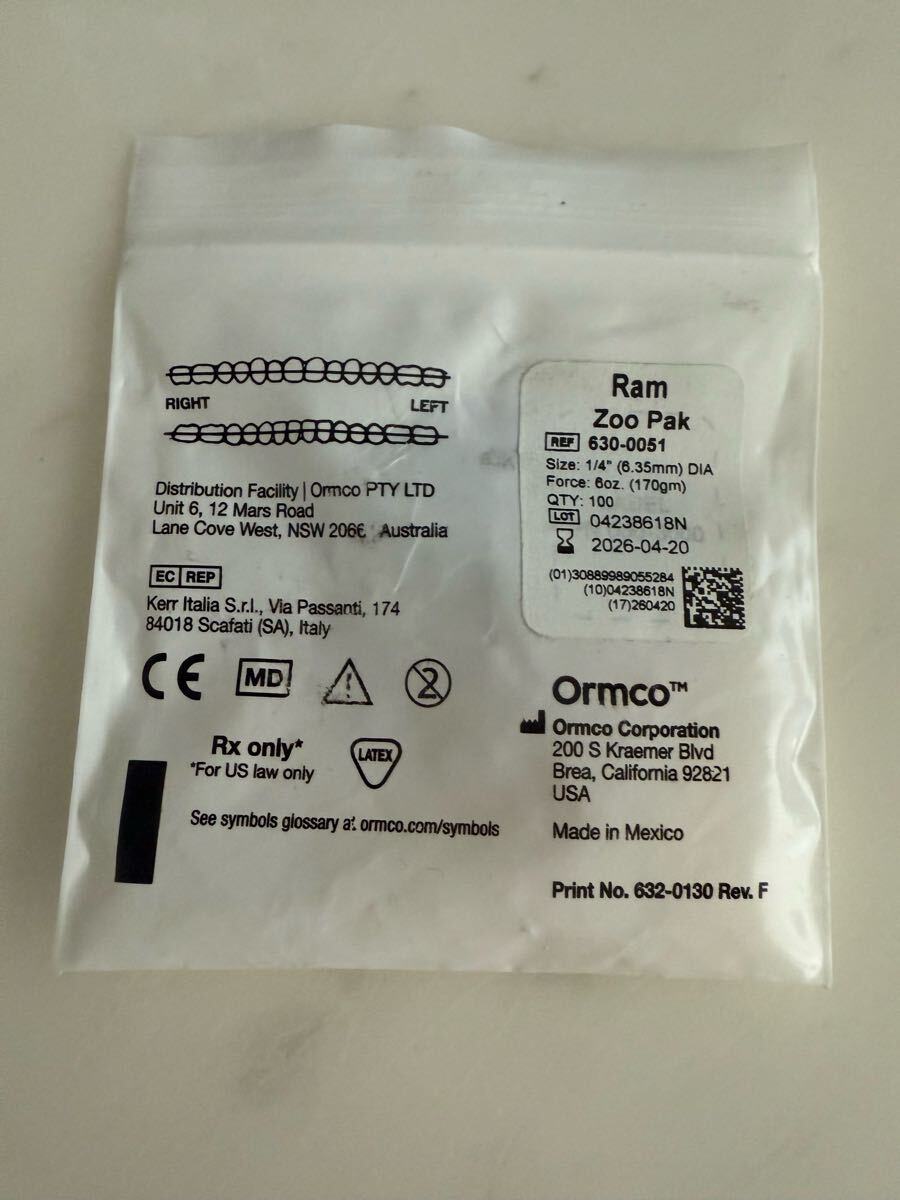 RIGHT
LEFT
Distribution Facility | Ormco PTY LTD
Unit 6, 12 Mars Road
Lane Cove West, NSW 2066 Australia
EC REP
Kerr Italia S.r.l., Via Passanti, 174
84018 Scafati (SA), Italy
CE
MD
2
Rx only*
*For US law only
LATEX
See symbols glossary at ormco.com/symbols
Ram
Zoo Pak
REF 630-0051
Size: 1/4" (6.35mm) DIA
Force: 6oz. (170gm)
QTY: 100
LOT 04238618N
2026-04-20
(01)30889989055284
(10)04238618N
(17)260420
Ormco™
Ormco Corporation
200 S Kraemer Blvd
Brea, California 92821
USA
Made in Mexico
Print No. 632-0130 Rev. F